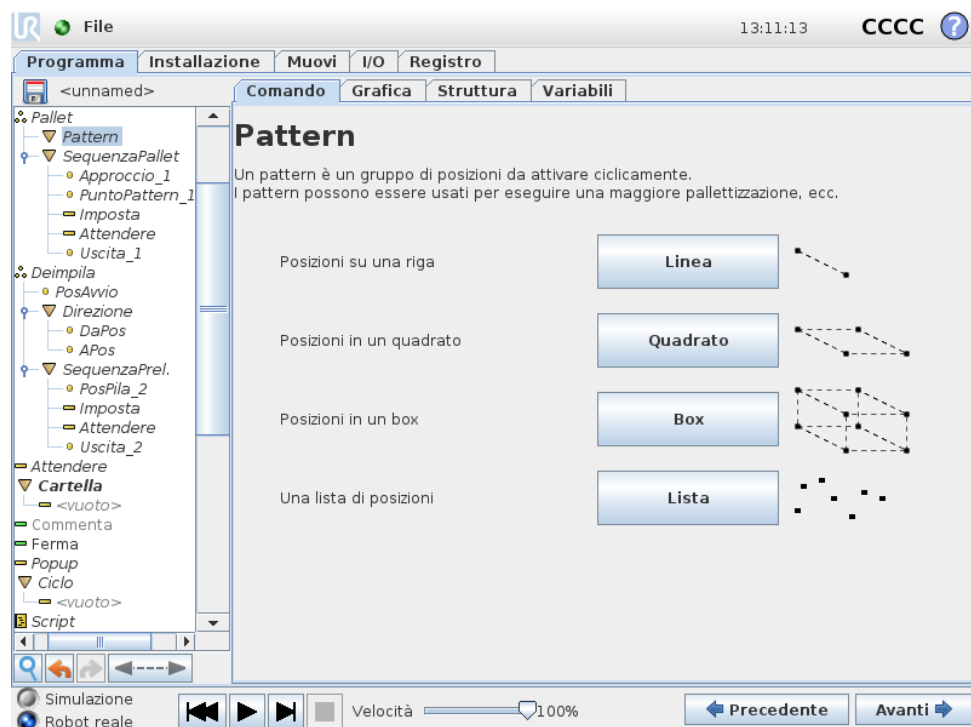 UR File 13:11:13 CCCC ?
Programma Installazione Muovi I/O Registro
<unnamed>
Comando Grafica Struttura Variabili
Pallet
Pattern
SequenzaPallet
Approccio_1
PuntoPattern_1
Imposta
Attendere
Uscita_1
Deimpila
PosAvvio
Direzione
DaPos
APos
SequenzaPrel.
PosPila_2
Imposta
Attendere
Uscita_2
Attendere
Cartella
<vuoto>
Commenta
Ferma
Popup
Ciclo
<vuoto>
Script
Pattern
Un pattern è un gruppo di posizioni da attivare ciclicamente.
I pattern possono essere usati per eseguire una maggiore pallettizzazione, ecc.
Posizioni su una riga Linea
Posizioni in un quadrato Quadrato
Posizioni in un box Box
Una lista di posizioni Lista
Simulazione
Robot reale
Velocità 100%
Precedente Avanti